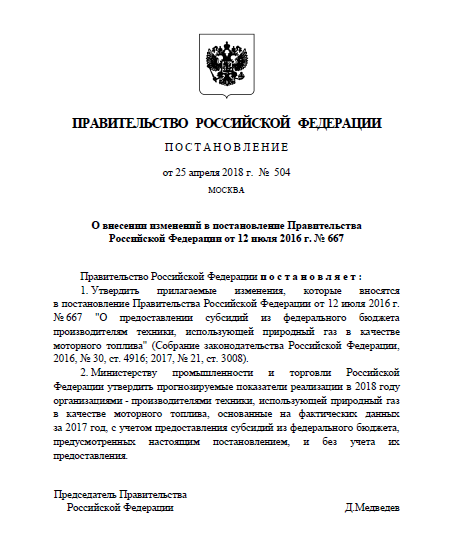 ПРАВИТЕЛЬСТВО РОССИЙСКОЙ ФЕДЕРАЦИИ
ПОСТАНОВЛЕНИЕ
от 25 апреля 2018 г. № 504
МОСКВА
О внесении изменений в постановление Правительства
Российской Федерации от 12 июля 2016 г. № 667
Правительство Российской Федерации постановляет:
1. Утвердить прилагаемые изменения, которые вносятся
в постановление Правительства Российской Федерации от 12 июля 2016 г.
№ 667 "О предоставлении субсидий из федерального бюджета
производителям техники, использующей природный газ в качестве
моторного топлива" (Собрание законодательства Российской Федерации,
2016, № 30, ст. 4916; 2017, № 21, ст. 3008).
2. Министерству промышленности и торговли Российской
Федерации утвердить прогнозируемые показатели реализации в 2018 году
организациями - производителями техники, использующей природный газ
в качестве моторного топлива, основанные на фактических данных
за 2017 год, с учетом предоставления субсидий из федерального бюджета,
предусмотренных настоящим постановлением, и без учета их
предоставления.
Председатель Правительства
Российской Федерации Д.Медведев